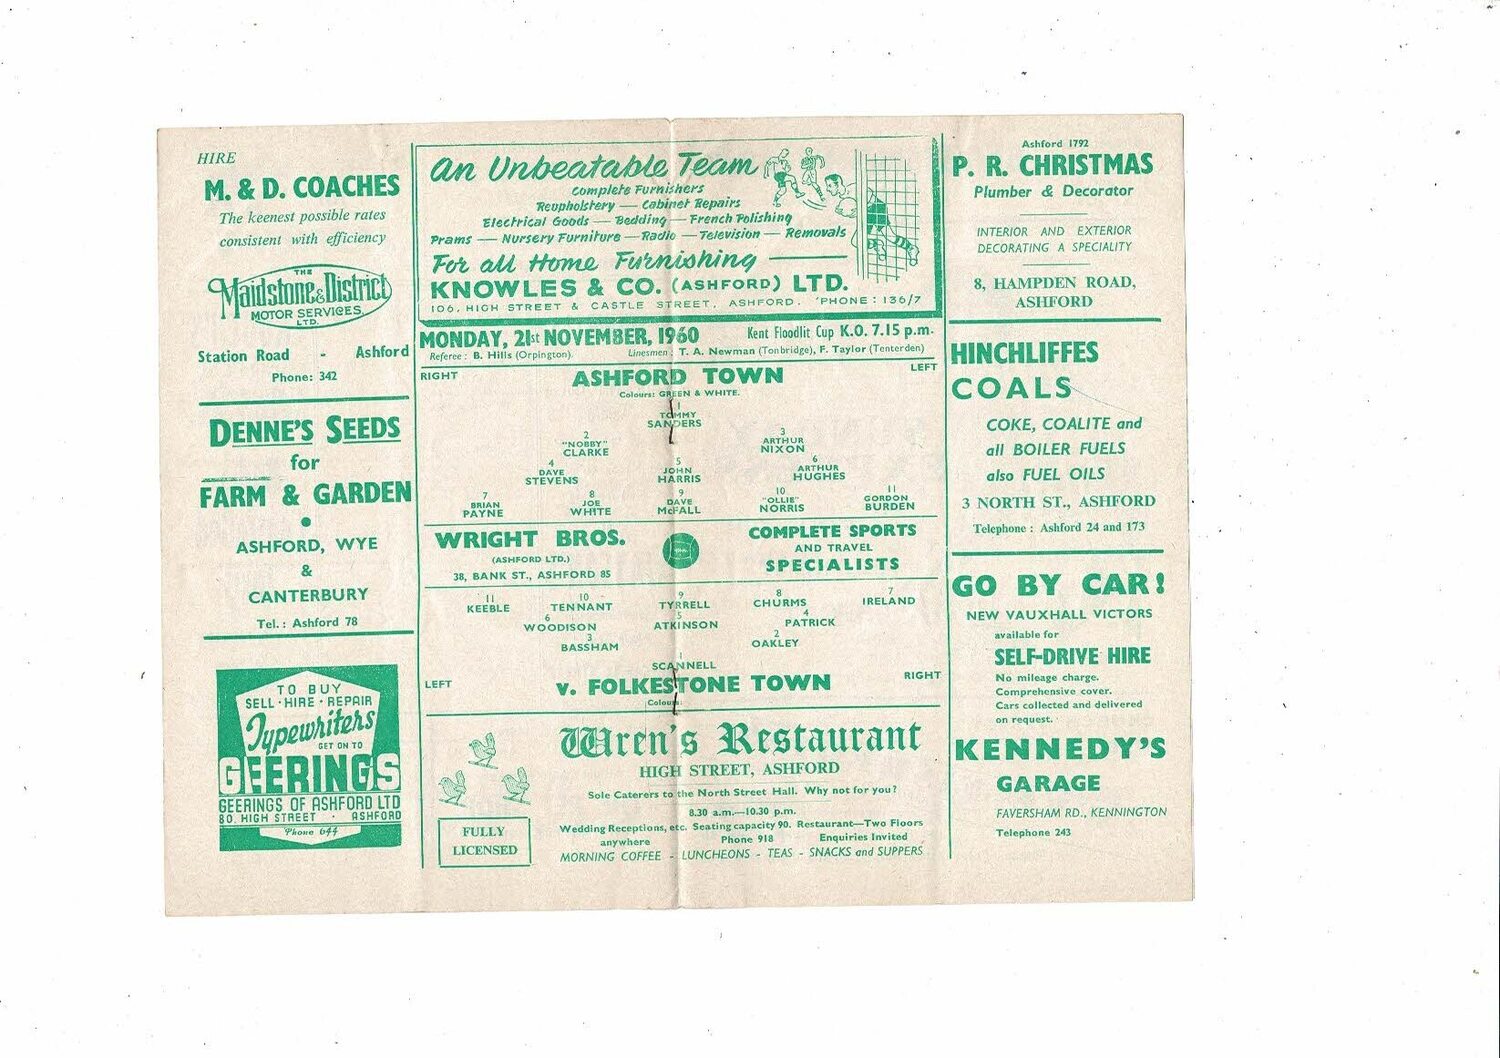 HIRE
M. & D. COACHES
The keenest possible rates
consistent with efficiency
THE
Maidstone & District
MOTOR SERVICES
LTD.
Station Road - Ashford
Phone: 342
DENNE'S SEEDS
for
FARM & GARDEN
•
ASHFORD, WYE
&
CANTERBURY
Tel.: Ashford 78
TO BUY
SELL · HIRE · REPAIR
Typewriters
GET ON TO
GEERINGS
GEERINGS OF ASHFORD LTD
80, HIGH STREET · ASHFORD
Phone 644
An Unbeatable Team
Complete Furnishers
Reupholstery — Cabinet Repairs
Electrical Goods — Bedding — French Polishing
Prams — Nursery Furniture — Radio — Television — Removals
For all Home Furnishing
KNOWLES & CO. (ASHFORD) LTD.
106, HIGH STREET & CASTLE STREET, ASHFORD. 'PHONE: 136/7
MONDAY, 21st NOVEMBER, 1960 Kent Floodlit Cup K.O. 7.15 p.m.
Referee: B. Hills (Orpington). Linesmen: T. A. Newman (Tonbridge), F. Taylor (Tenterden)
RIGHT LEFT
ASHFORD TOWN
Colours: GREEN & WHITE.
1
TOMMY
SANDERS
2 3
"NOBBY" ARTHUR
CLARKE NIXON
4 5 6
DAVE JOHN ARTHUR
STEVENS HARRIS HUGHES
7 8 9 10 11
BRIAN JOE DAVE "OLLIE" GORDON
PAYNE WHITE McFALL NORRIS BURDEN
WRIGHT BROS.
(ASHFORD LTD.)
38, BANK ST., ASHFORD 85
COMPLETE SPORTS
AND TRAVEL
SPECIALISTS
11 10 9 8 7
KEEBLE TENNANT TYRRELL CHURMS IRELAND
6 5 4
WOODISON ATKINSON PATRICK
3 2
BASSHAM OAKLEY
1
SCANNELL
LEFT RIGHT
v. FOLKESTONE TOWN
Colours:
Wren's Restaurant
HIGH STREET, ASHFORD
Sole Caterers to the North Street Hall. Why not for you?
8.30 a.m.—10.30 p.m.
Wedding Receptions, etc. Seating capacity 90. Restaurant—Two Floors
anywhere Phone 918 Enquiries Invited
MORNING COFFEE - LUNCHEONS - TEAS - SNACKS and SUPPERS
FULLY
LICENSED
Ashford 1792
P. R. CHRISTMAS
Plumber & Decorator
INTERIOR AND EXTERIOR
DECORATING A SPECIALITY
8, HAMPDEN ROAD,
ASHFORD
HINCHLIFFES
COALS
COKE, COALITE and
all BOILER FUELS
also FUEL OILS
3 NORTH ST., ASHFORD
Telephone: Ashford 24 and 173
GO BY CAR!
NEW VAUXHALL VICTORS
available for
SELF-DRIVE HIRE
No mileage charge.
Comprehensive cover.
Cars collected and delivered
on request.
KENNEDY'S
GARAGE
FAVERSHAM RD., KENNINGTON
Telephone 243